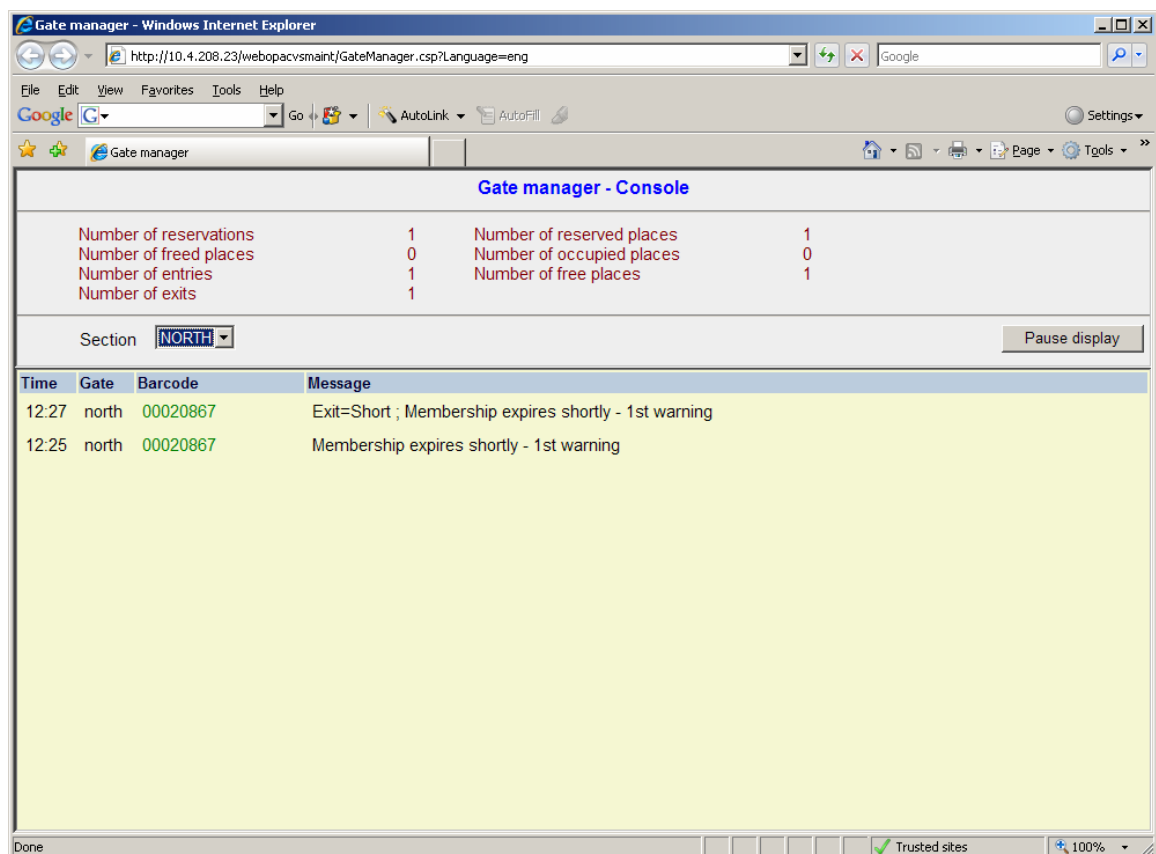 Gate manager - Windows Internet Explorer
http://10.4.208.23/webopacvsmaint/GateManager.csp?Language=eng Google
File Edit View Favorites Tools Help
Google G Go AutoLink AutoFill Settings
Gate manager Page Tools »
Gate manager - Console
Number of reservations 1 Number of reserved places 1
Number of freed places 0 Number of occupied places 0
Number of entries 1 Number of free places 1
Number of exits 1
Section NORTH Pause display
Time Gate Barcode Message
12:27 north 00020867 Exit=Short ; Membership expires shortly - 1st warning
12:25 north 00020867 Membership expires shortly - 1st warning
Done Trusted sites 100%